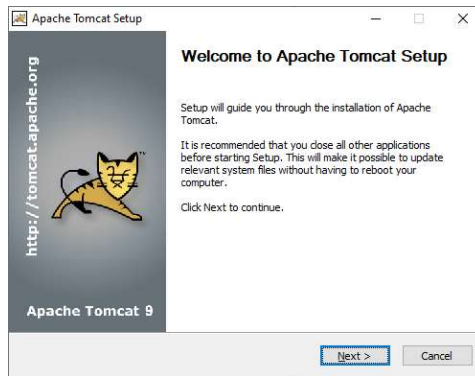 Apache Tomcat Setup
http://tomcat.apache.org
Apache Tomcat 9
Welcome to Apache Tomcat Setup
Setup will guide you through the installation of Apache
Tomcat.
It is recommended that you close all other applications
before starting Setup. This will make it possible to update
relevant system files without having to reboot your
computer.
Click Next to continue.
Next >
Cancel